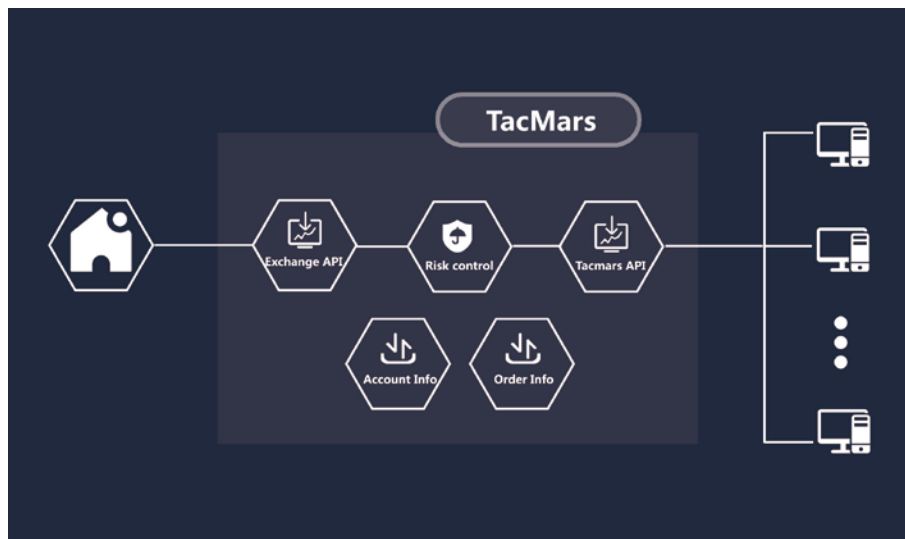 TacMars
Exchange API
Risk control
Tacmars API
Account Info
Order Info